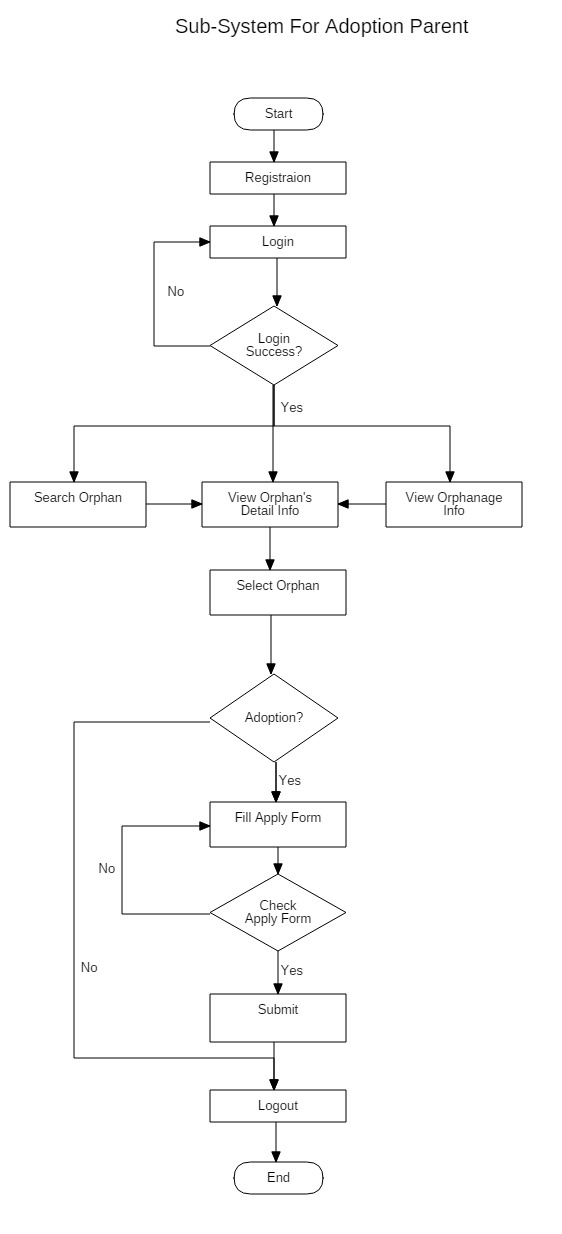 Sub-System For Adoption Parent
Start
Registraion
Login
No
Login
Success?
Yes
Search Orphan
View Orphan's
Detail Info
View Orphanage
Info
Select Orphan
Adoption?
Yes
Fill Apply Form
No
Check
Apply Form
No
Yes
Submit
Logout
End